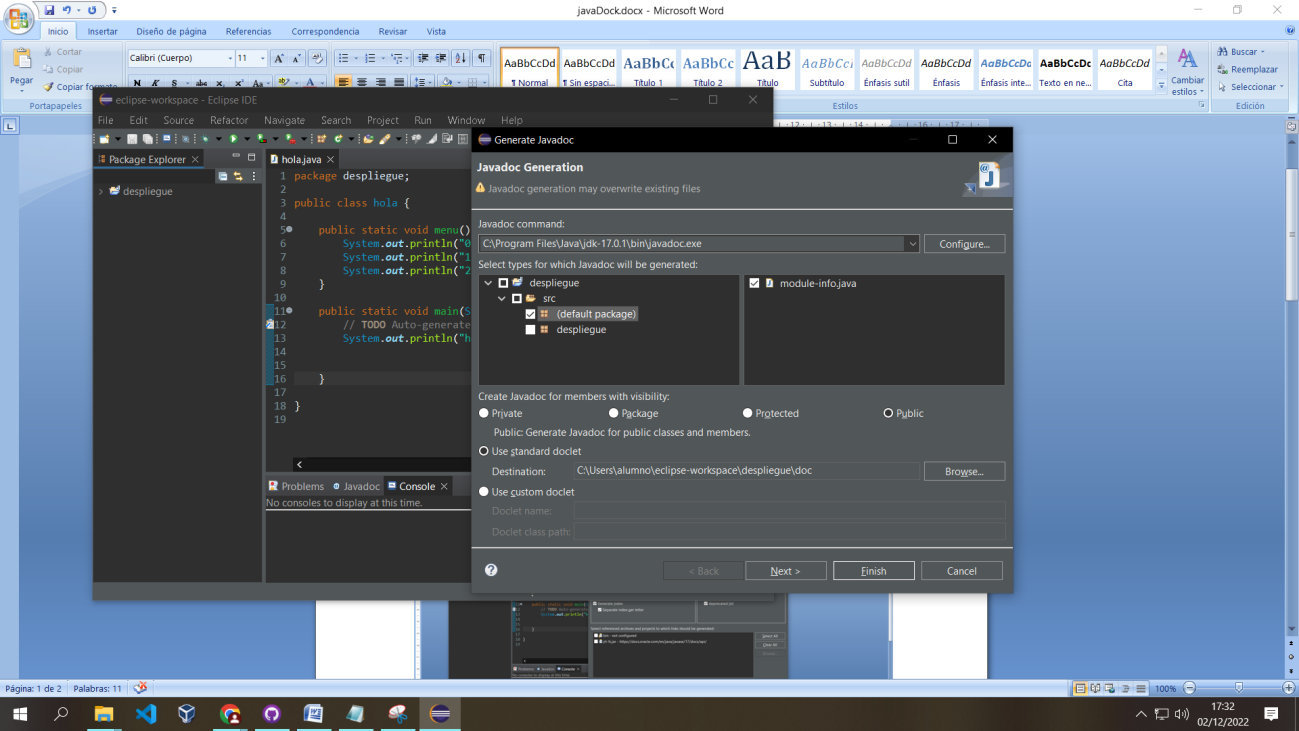 javaDock.docx - Microsoft Word
Inicio Insertar Diseño de página Referencias Correspondencia Revisar Vista
Cortar
Copiar
Copiar formato
Pegar
Portapapeles
Calibri (Cuerpo) 11
AaBbCcDd AaBbCcDd AaBbCc AaBbCc AaB AaBbCcI AaBbCcDd AaBbCcDd AaBbCcDd AaBbCcDc AaBbCcDd
¶ Normal ¶ Sin espaci... Título 1 Título 2 Título Subtítulo Énfasis sutil Énfasis Énfasis inte... Texto en ne... Cita
Cambiar estilos
Estilos
Buscar
Reemplazar
Seleccionar
Edición
eclipse-workspace - Eclipse IDE
File Edit Source Refactor Navigate Search Project Run Window Help
Package Explorer
despliegue
hola.java
1 package despliegue;
2
3 public class hola {
4
5 public static void menu()
6 System.out.println("0
7 System.out.println("1
8 System.out.println("2
9 }
10
11 public static void main(S
12 // TODO Auto-generate
13 System.out.println("h
14
15
16 }
17
18 }
19
Problems Javadoc Console
No consoles to display at this time.
Generate Javadoc
Javadoc Generation
Javadoc generation may overwrite existing files
Javadoc command:
C:\Program Files\Java\jdk-17.0.1\bin\javadoc.exe Configure...
Select types for which Javadoc will be generated:
despliegue
src
(default package)
despliegue
module-info.java
Create Javadoc for members with visibility:
Private Package Protected Public
Public: Generate Javadoc for public classes and members.
Use standard doclet
Destination: C:\Users\alumno\eclipse-workspace\despliegue\doc Browse...
Use custom doclet
Doclet name:
Doclet class path:
< Back Next > Finish Cancel
Página: 1 de 2 Palabras: 11 100%
17:32
02/12/2022